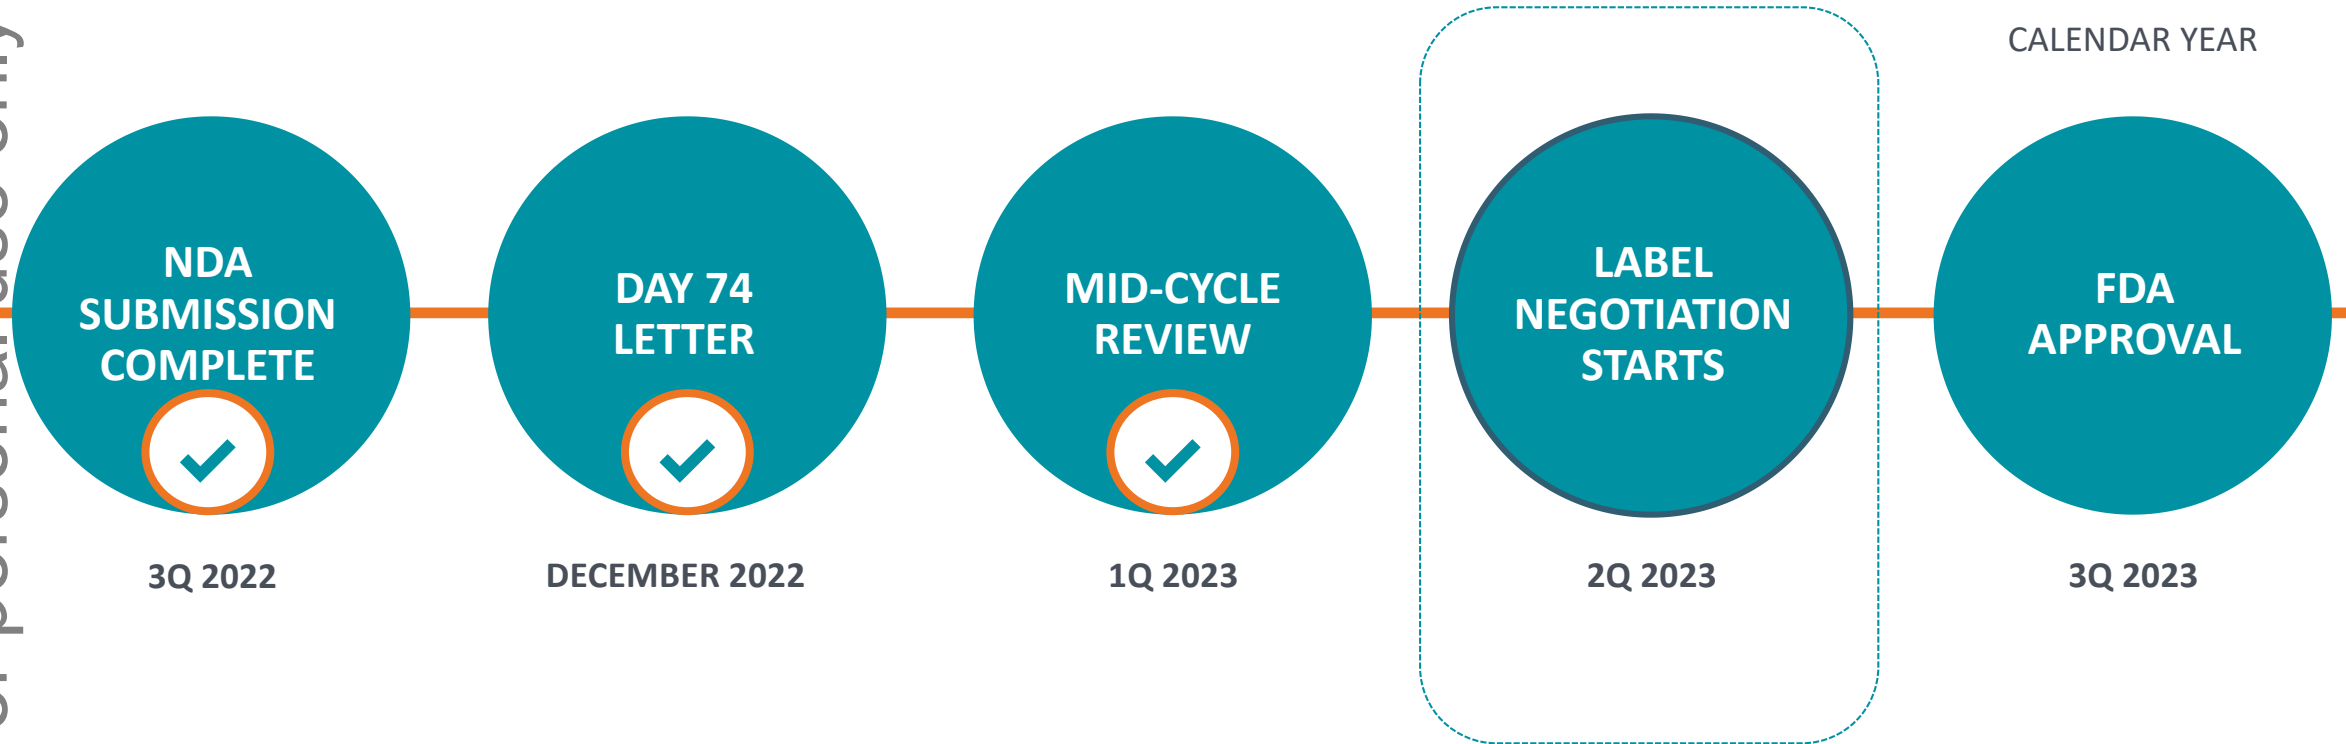 CALENDAR YEAR
NDA
SUBMISSION
COMPLETE
3Q 2022
DAY 74
LETTER
DECEMBER 2022
MID-CYCLE
REVIEW
1Q 2023
LABEL
NEGOTIATION
STARTS
2Q 2023
FDA
APPROVAL
3Q 2023